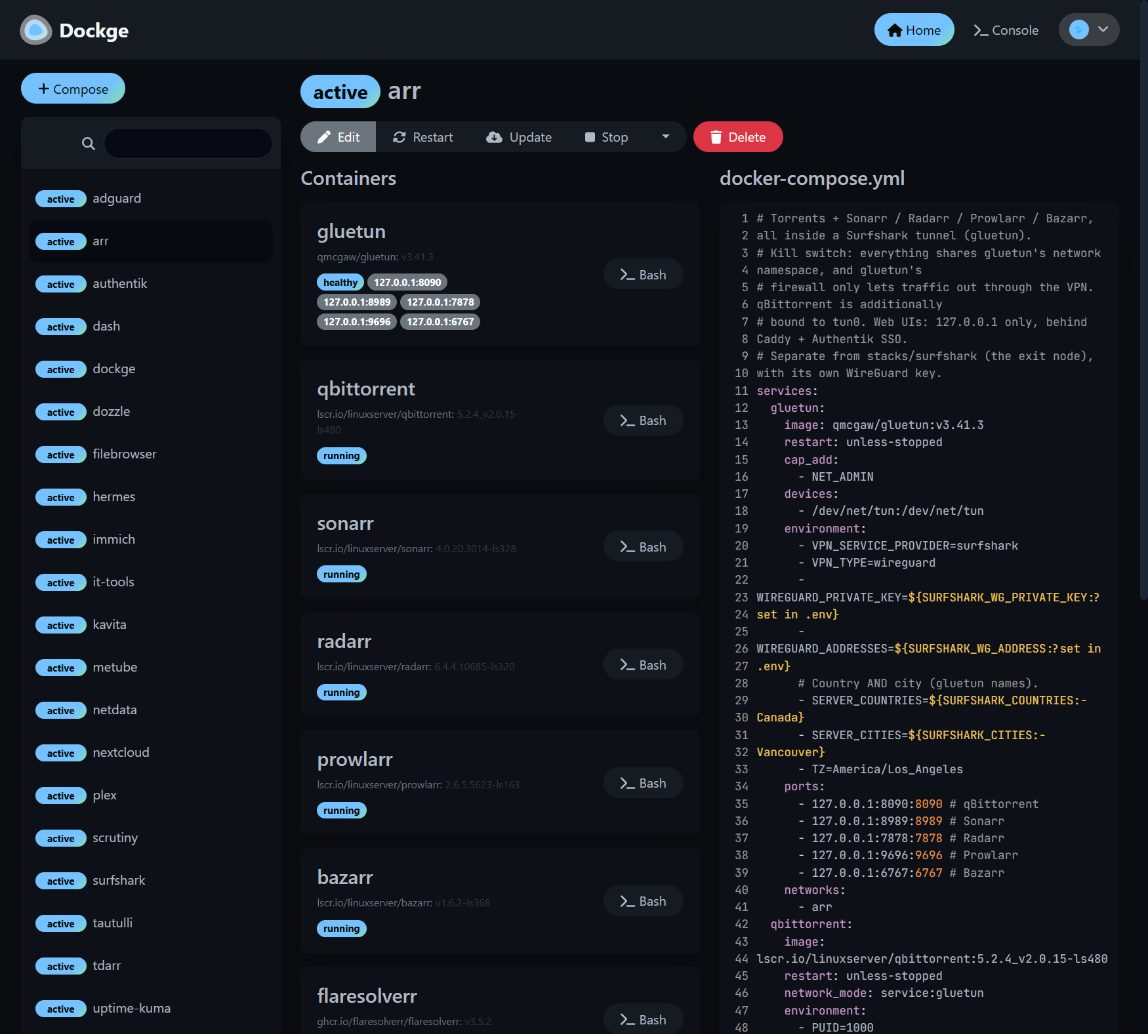 Dockge
Home
Console
+ Compose
active adguard
active arr
active authentik
active dash
active dockge
active dozzle
active filebrowser
active hermes
active immich
active it-tools
active kavita
active metube
active netdata
active nextcloud
active plex
active scrutiny
active surfshark
active tautulli
active tdarr
active uptime-kuma
active arr
Edit Restart Update Stop Delete
Containers
gluetun
qmcgaw/gluetun: v3.41.3
healthy 127.0.0.1:8090
127.0.0.1:8989 127.0.0.1:7878
127.0.0.1:9696 127.0.0.1:6767
>_ Bash
qbittorrent
lscr.io/linuxserver/qbittorrent: 5.2.4_v2.0.15-
ls480
running
>_ Bash
sonarr
lscr.io/linuxserver/sonarr: 4.0.20.3014-ls328
running
>_ Bash
radarr
lscr.io/linuxserver/radarr: 6.4.4.10685-ls320
running
>_ Bash
prowlarr
lscr.io/linuxserver/prowlarr: 2.6.5.5623-ls163
running
>_ Bash
bazarr
lscr.io/linuxserver/bazarr: v1.6.2-ls368
running
>_ Bash
flaresolverr
ghcr.io/flaresolverr/flaresolverr: v3.5.2
>_ Bash
docker-compose.yml
1 # Torrents + Sonarr / Radarr / Prowlarr / Bazarr,
2 all inside a Surfshark tunnel (gluetun).
3 # Kill switch: everything shares gluetun's network
4 namespace, and gluetun's
5 # firewall only lets traffic out through the VPN.
6 qBittorrent is additionally
7 # bound to tun0. Web UIs: 127.0.0.1 only, behind
8 Caddy + Authentik SSO.
9 # Separate from stacks/surfshark (the exit node),
10 with its own WireGuard key.
11 services:
12 gluetun:
13 image: qmcgaw/gluetun:v3.41.3
14 restart: unless-stopped
15 cap_add:
16 - NET_ADMIN
17 devices:
18 - /dev/net/tun:/dev/net/tun
19 environment:
20 - VPN_SERVICE_PROVIDER=surfshark
21 - VPN_TYPE=wireguard
22 -
23 WIREGUARD_PRIVATE_KEY=${SURFSHARK_WG_PRIVATE_KEY:?
24 set in .env}
25 -
26 WIREGUARD_ADDRESSES=${SURFSHARK_WG_ADDRESS:?set in
27 .env}
28 # Country AND city (gluetun names).
29 - SERVER_COUNTRIES=${SURFSHARK_COUNTRIES:-
30 Canada}
31 - SERVER_CITIES=${SURFSHARK_CITIES:-
32 Vancouver}
33 - TZ=America/Los_Angeles
34 ports:
35 - 127.0.0.1:8090:8090 # qBittorrent
36 - 127.0.0.1:8989:8989 # Sonarr
37 - 127.0.0.1:7878:7878 # Radarr
38 - 127.0.0.1:9696:9696 # Prowlarr
39 - 127.0.0.1:6767:6767 # Bazarr
40 networks:
41 - arr
42 qbittorrent:
43 image:
44 lscr.io/linuxserver/qbittorrent:5.2.4_v2.0.15-ls480
45 restart: unless-stopped
46 network_mode: service:gluetun
47 environment:
48 - PUID=1000